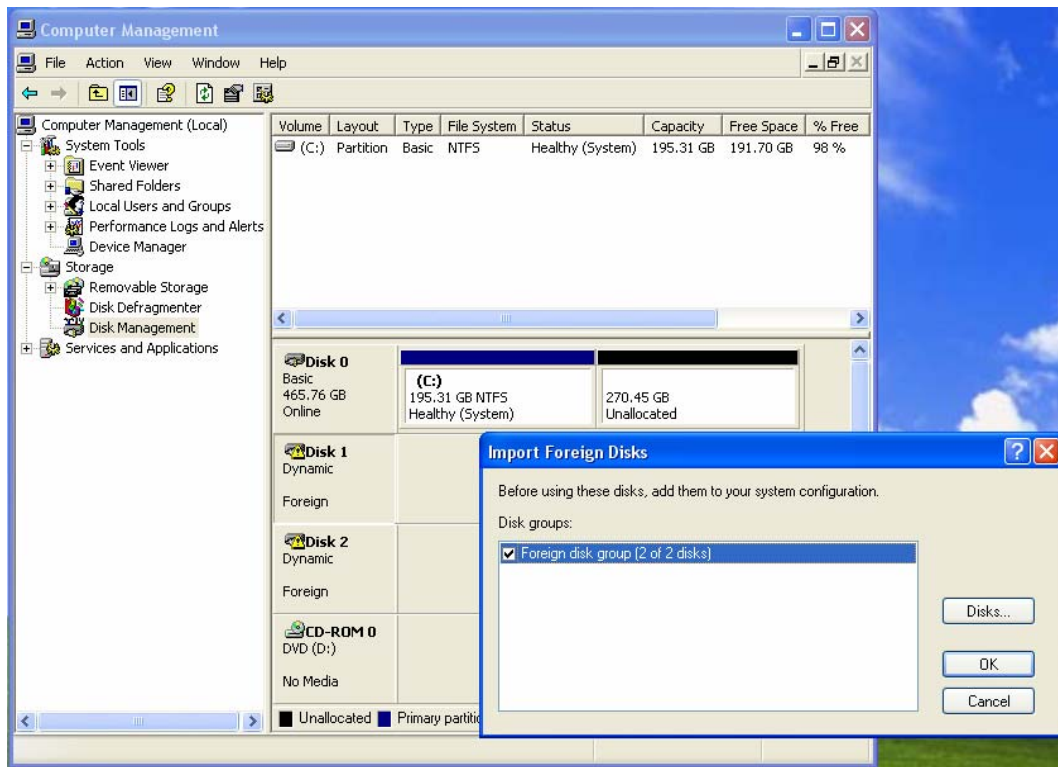 Computer Management
File Action View Window Help
Computer Management (Local)
System Tools
Event Viewer
Shared Folders
Local Users and Groups
Performance Logs and Alerts
Device Manager
Storage
Removable Storage
Disk Defragmenter
Disk Management
Services and Applications
Volume Layout Type File System Status Capacity Free Space % Free
(C:) Partition Basic NTFS Healthy (System) 195.31 GB 191.70 GB 98 %
Disk 0
Basic
465.76 GB
Online
(C:)
195.31 GB NTFS
Healthy (System)
270.45 GB
Unallocated
Disk 1
Dynamic
Foreign
Disk 2
Dynamic
Foreign
CD-ROM 0
DVD (D:)
No Media
Unallocated Primary partitio
Import Foreign Disks
Before using these disks, add them to your system configuration.
Disk groups:
Foreign disk group (2 of 2 disks)
Disks...
OK
Cancel